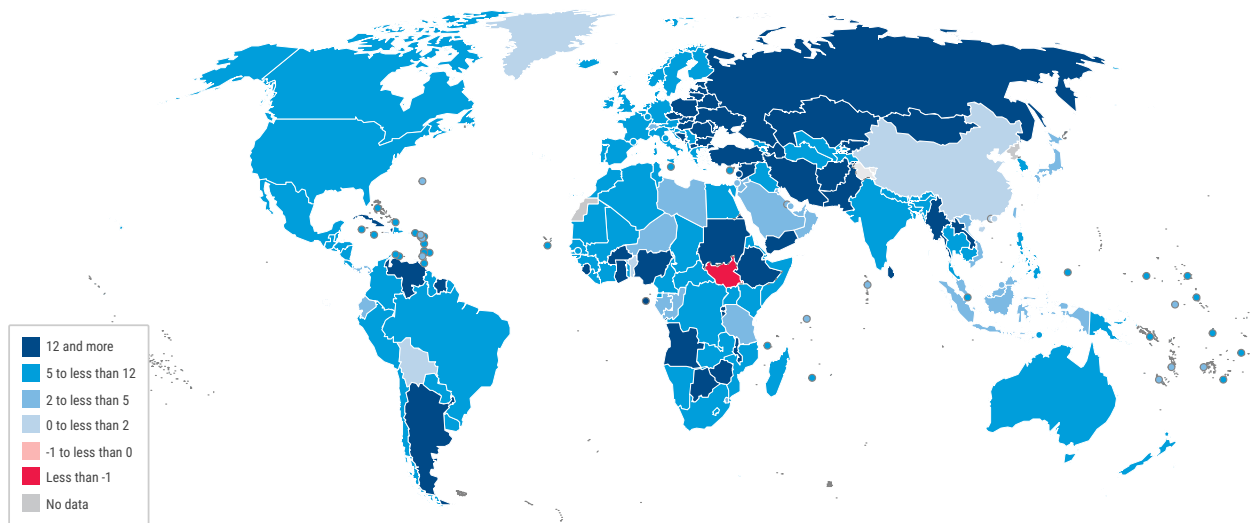 12 and more
5 to less than 12
2 to less than 5
0 to less than 2
-1 to less than 0
Less than -1
No data